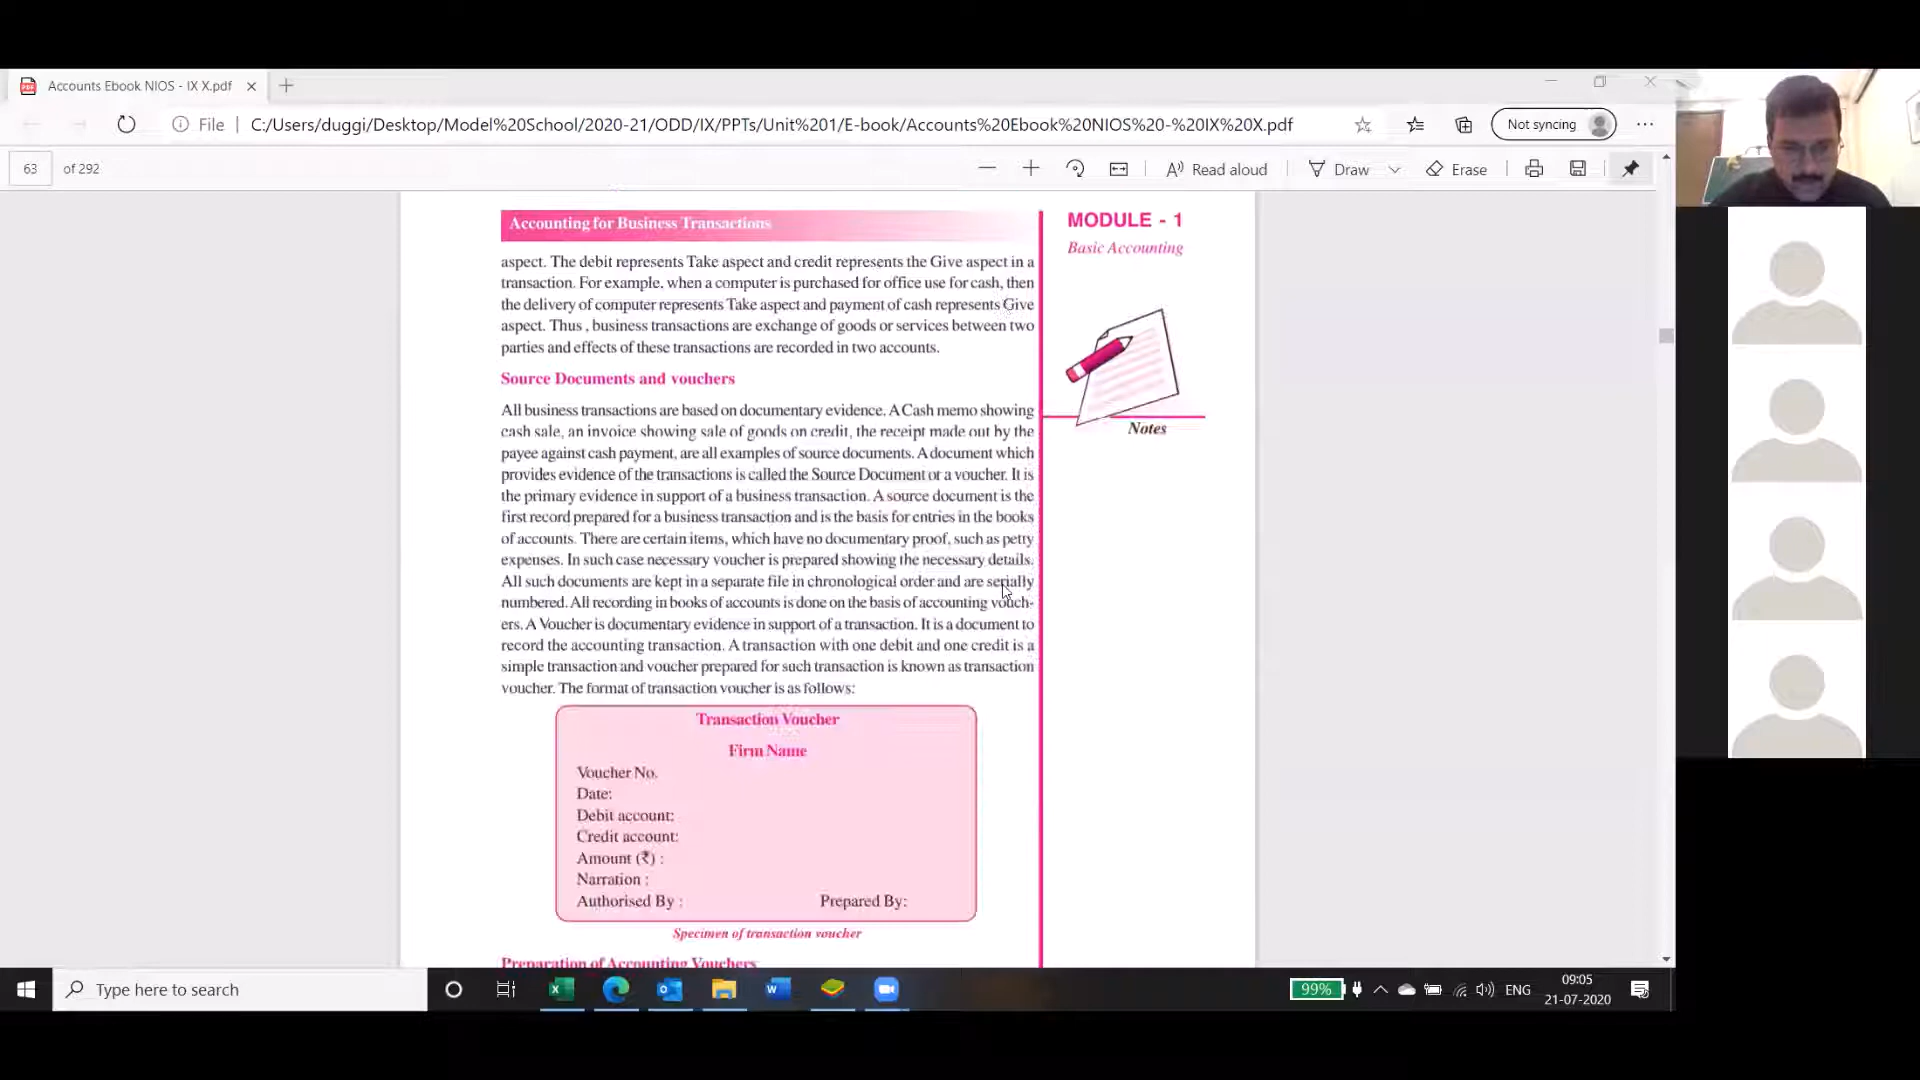 Accounts Ebook NIOS - IX X.pdf
File | C:/Users/duggi/Desktop/Model%20School/2020-21/ODD/IX/PPTs/Unit%201/E-book/Accounts%20Ebook%20NIOS%20-%20IX%20X.pdf
Not syncing
63 of 292
Read aloud
Draw
Erase
Accounting for Business Transactions
MODULE - 1
Basic Accounting
aspect. The debit represents Take aspect and credit represents the Give aspect in a
transaction. For example, when a computer is purchased for office use for cash, then
the delivery of computer represents Take aspect and payment of cash represents Give
aspect. Thus , business transactions are exchange of goods or services between two
parties and effects of these transactions are recorded in two accounts.
Notes
Source Documents and vouchers
All business transactions are based on documentary evidence. A Cash memo showing
cash sale, an invoice showing sale of goods on credit, the receipt made out by the
payee against cash payment, are all examples of source documents. A document which
provides evidence of the transactions is called the Source Document or a voucher. It is
the primary evidence in support of a business transaction. A source document is the
first record prepared for a business transaction and is the basis for entries in the books
of accounts. There are certain items, which have no documentary proof, such as petty
expenses. In such case necessary voucher is prepared showing the necessary details.
All such documents are kept in a separate file in chronological order and are serially
numbered. All recording in books of accounts is done on the basis of accounting vouch-
ers. A Voucher is documentary evidence in support of a transaction. It is a document to
record the accounting transaction. A transaction with one debit and one credit is a
simple transaction and voucher prepared for such transaction is known as transaction
voucher. The format of transaction voucher is as follows:
Transaction Voucher
Firm Name
Voucher No.
Date:
Debit account:
Credit account:
Amount (₹) :
Narration :
Authorised By : Prepared By:
Specimen of transaction voucher
Preparation of Accounting Vouchers
Type here to search
99%
ENG
09:05
21-07-2020